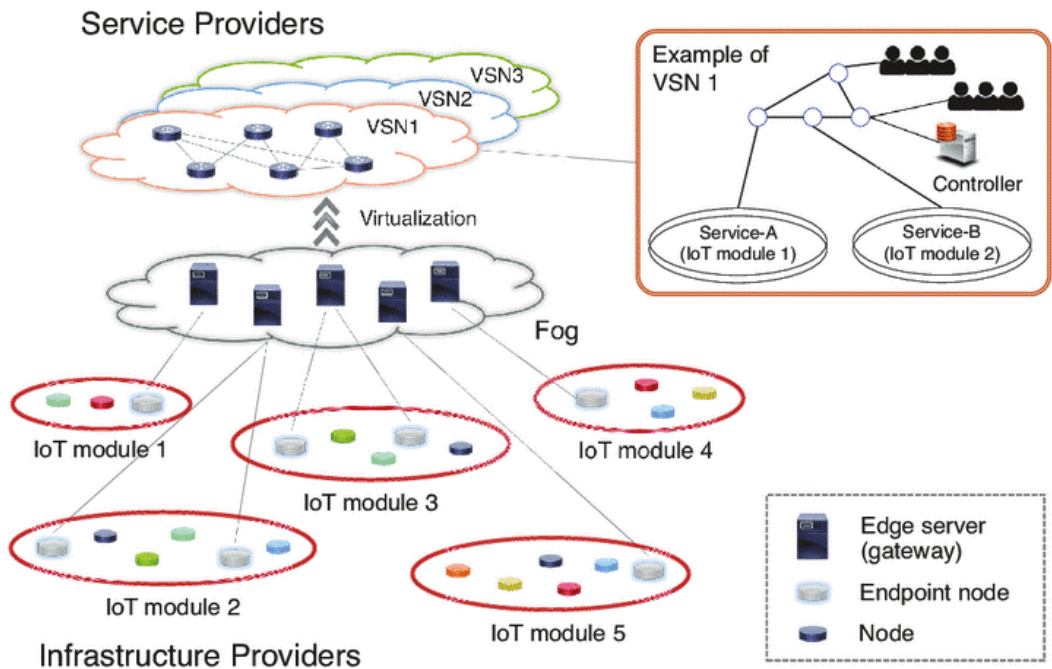 Service Providers
VSN3
VSN2
VSN1
Example of
VSN 1
Controller
Service-A
(IoT module 1)
Service-B
(IoT module 2)
Virtualization
Fog
IoT module 1
IoT module 4
IoT module 3
IoT module 2
IoT module 5
Infrastructure Providers
Edge server
(gateway)
Endpoint node
Node